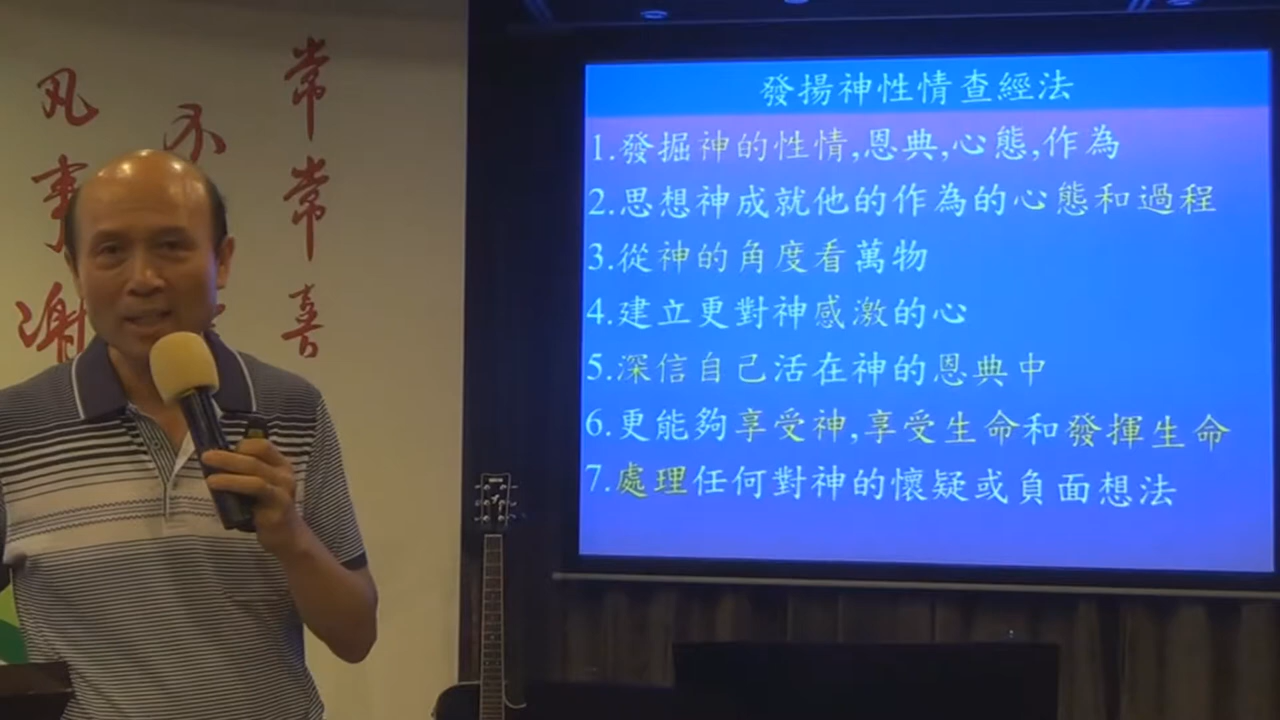 常常喜
不
凡事謝
發揚神性情查經法
1.發掘神的性情,恩典,心態,作為
2.思想神成就他的作為的心態和過程
3.從神的角度看萬物
4.建立更對神感激的心
5.深信自己活在神的恩典中
6.更能夠享受神,享受生命和發揮生命
7.處理任何對神的懷疑或負面想法